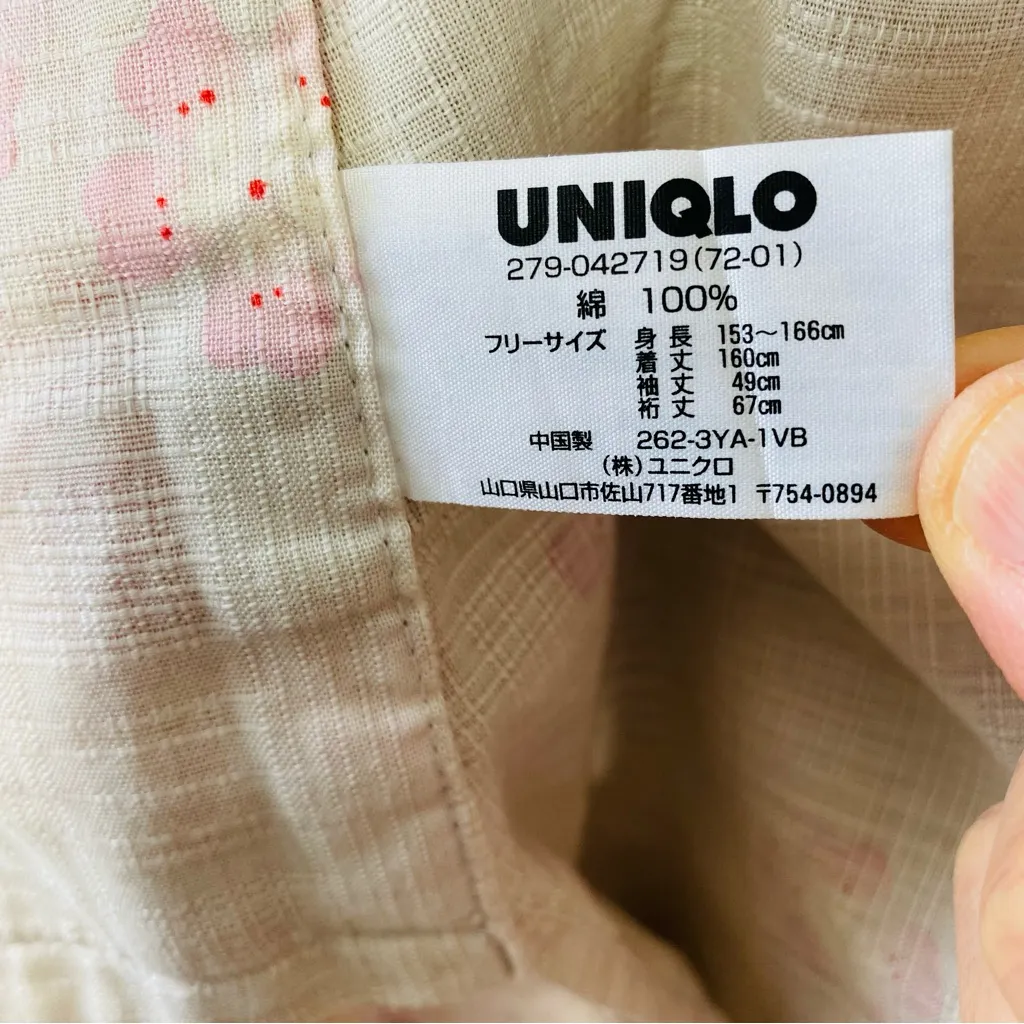 UNIQLO
279-042719(72-01)
綿 100%
フリーサイズ 身長 153～166cm
着丈 160cm
袖丈 49cm
裄丈 67cm
中国製 262-3YA-1VB
(株)ユニクロ
山口県山口市佐山717番地1 〒754-0894